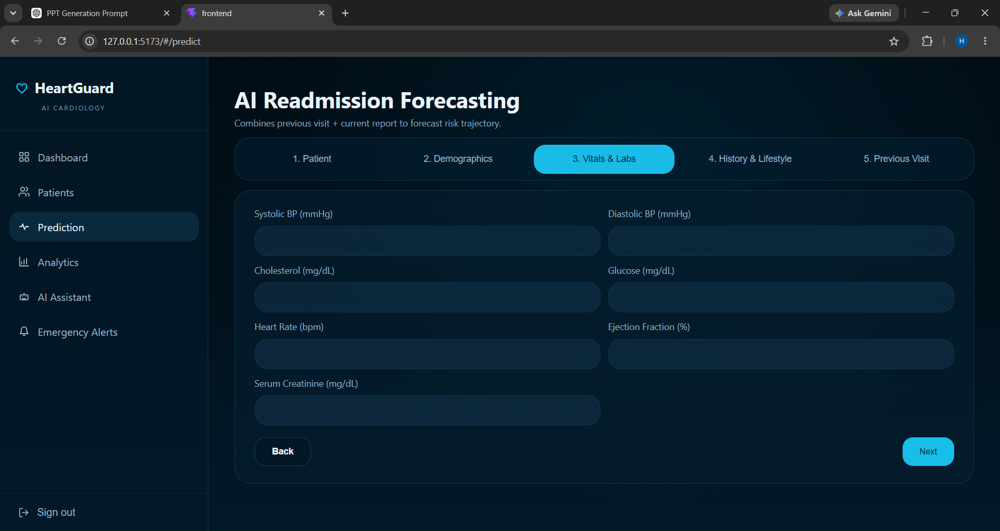 PPT Generation Prompt
frontend
Ask Gemini
127.0.0.1:5173/#/predict
H
HeartGuard
AI CARDIOLOGY
Dashboard
Patients
Prediction
Analytics
AI Assistant
Emergency Alerts
Sign out
AI Readmission Forecasting
Combines previous visit + current report to forecast risk trajectory.
1. Patient
2. Demographics
3. Vitals & Labs
4. History & Lifestyle
5. Previous Visit
Systolic BP (mmHg)
Diastolic BP (mmHg)
Cholesterol (mg/dL)
Glucose (mg/dL)
Heart Rate (bpm)
Ejection Fraction (%)
Serum Creatinine (mg/dL)
Back
Next